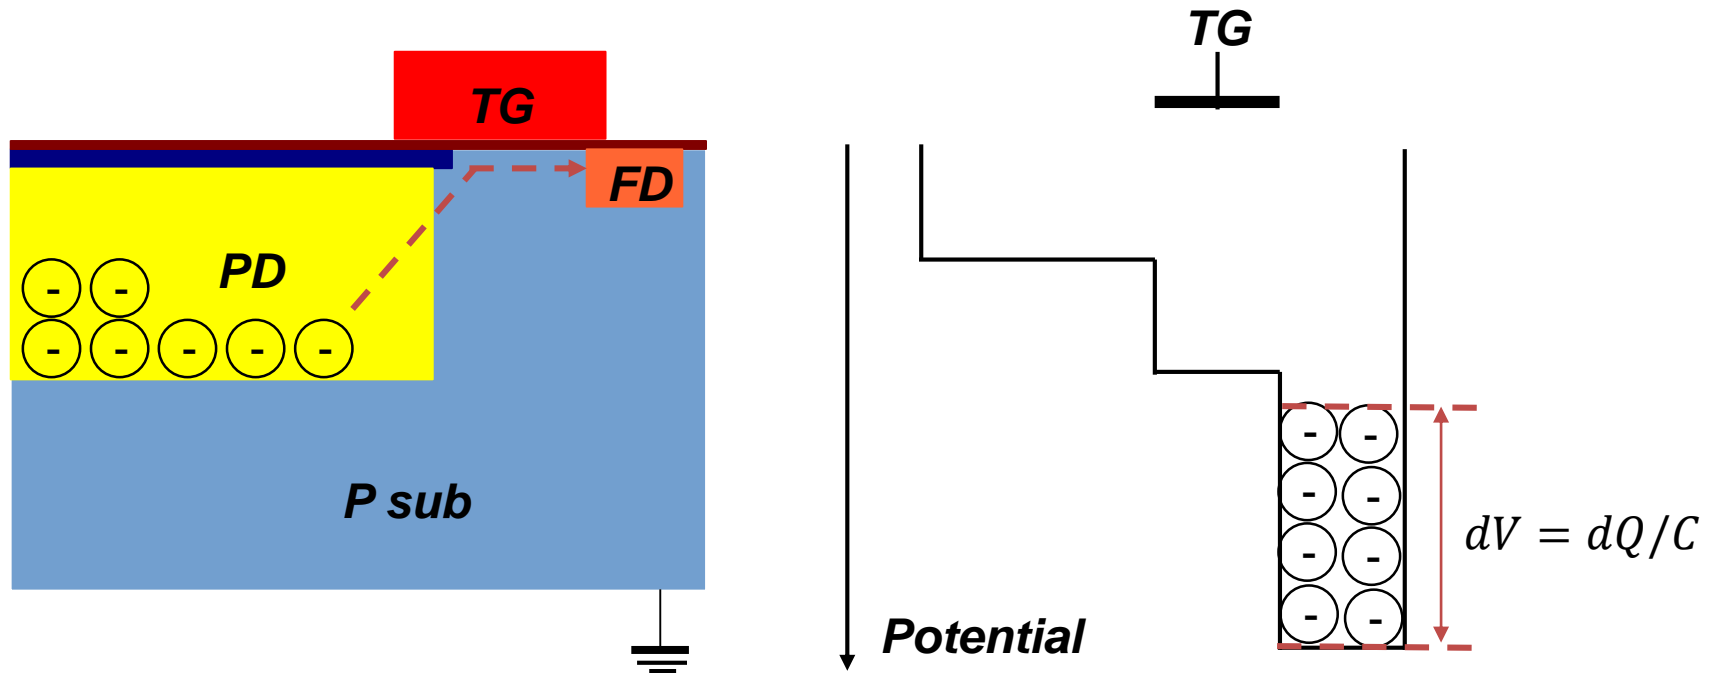 TG
FD
PD
- -
- - - - -
P sub
TG
- -
- -
- -
- -
dV = dQ/C
Potential